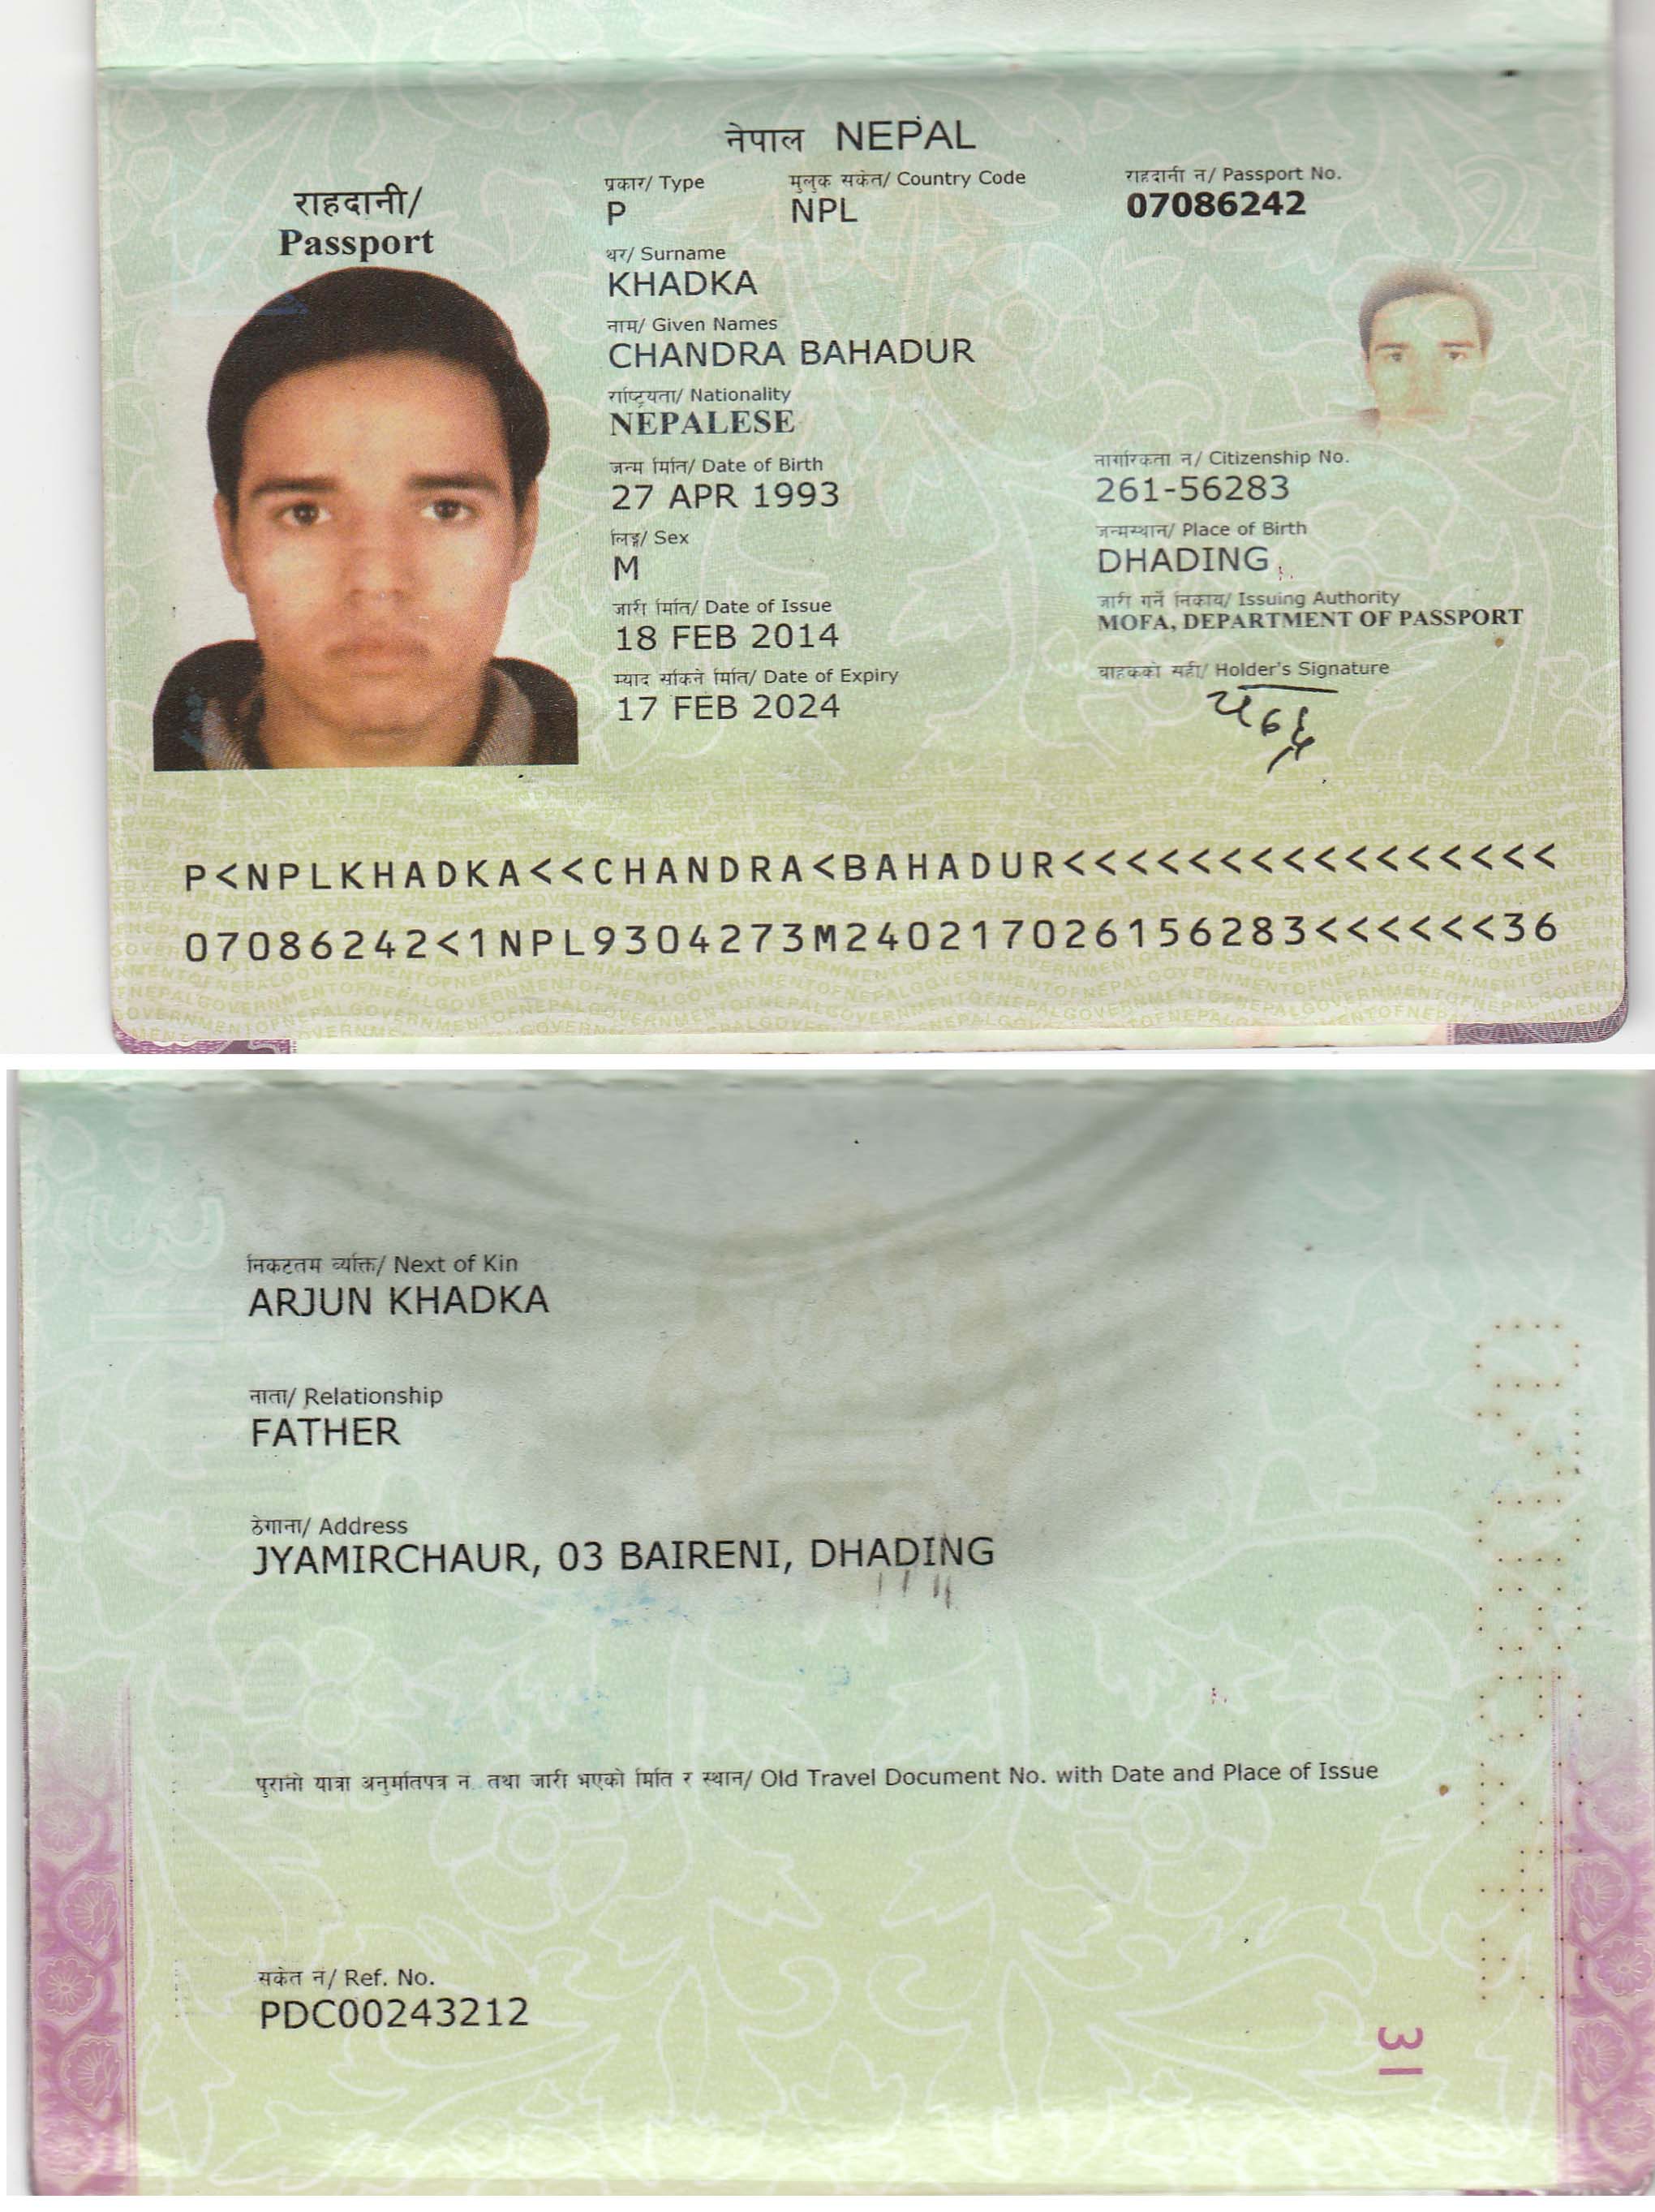 नेपाल NEPAL
राहदानी/
Passport
प्रकार/ Type
मुलुक सकेत/ Country Code
राहदानी न/ Passport No.
P
NPL
07086242
थर/ Surname
KHADKA
नाम/ Given Names
CHANDRA BAHADUR
राष्ट्रियता/ Nationality
NEPALESE
जन्म मिति/ Date of Birth
27 APR 1993
नागरिकता न/ Citizenship No.
261-56283
लिङ्ग/ Sex
M
जन्मस्थान/ Place of Birth
DHADING
जारी मिति/ Date of Issue
18 FEB 2014
जारी गर्ने निकाय/ Issuing Authority
MOFA, DEPARTMENT OF PASSPORT
म्याद सकिने मिति/ Date of Expiry
17 FEB 2024
वाहकको सही/ Holder's Signature
P<NPLKHADKA<<CHANDRA<BAHADUR<<<<<<<<<<<<<<<<
07086242<1NPL9304273M240217026156283<<<<<<36
निकटतम व्यक्ति/ Next of Kin
ARJUN KHADKA
नाता/ Relationship
FATHER
ठेगाना/ Address
JYAMIRCHAUR, 03 BAIRENI, DHADING
पुरानो यात्रा अनुमतिपत्र न. तथा जारी भएको मिति र स्थान/ Old Travel Document No. with Date and Place of Issue
सकेत नं/ Ref. No.
PDC00243212
31